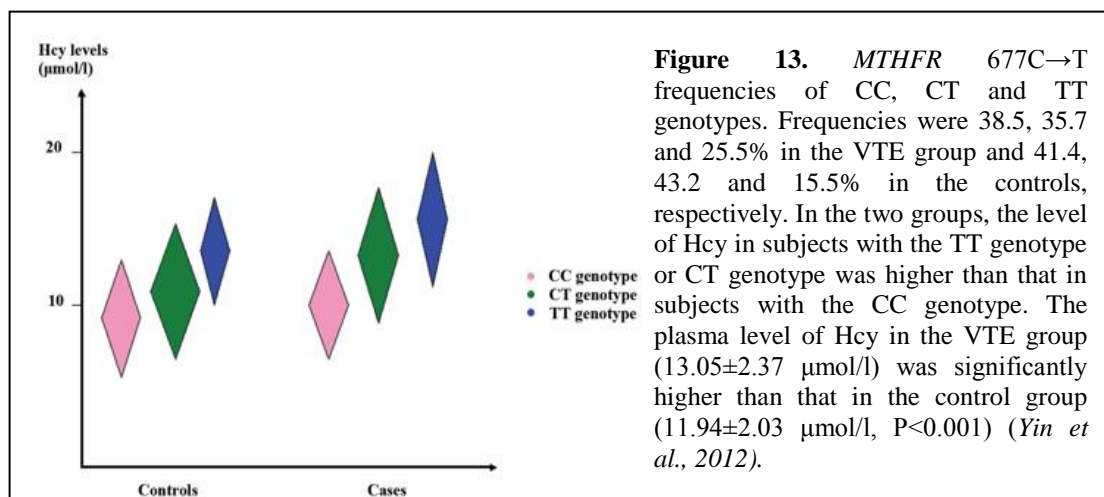 Hcy levels
(μmol/l)
20
10
Controls
Cases
CC genotype
CT genotype
TT genotype
Figure 13. MTHFR 677C→T
frequencies of CC, CT and TT
genotypes. Frequencies were 38.5, 35.7
and 25.5% in the VTE group and 41.4,
43.2 and 15.5% in the controls,
respectively. In the two groups, the level
of Hcy in subjects with the TT genotype
or CT genotype was higher than that in
subjects with the CC genotype. The
plasma level of Hcy in the VTE group
(13.05±2.37 μmol/l) was significantly
higher than that in the control group
(11.94±2.03 μmol/l, P<0.001) (Yin et
al., 2012).